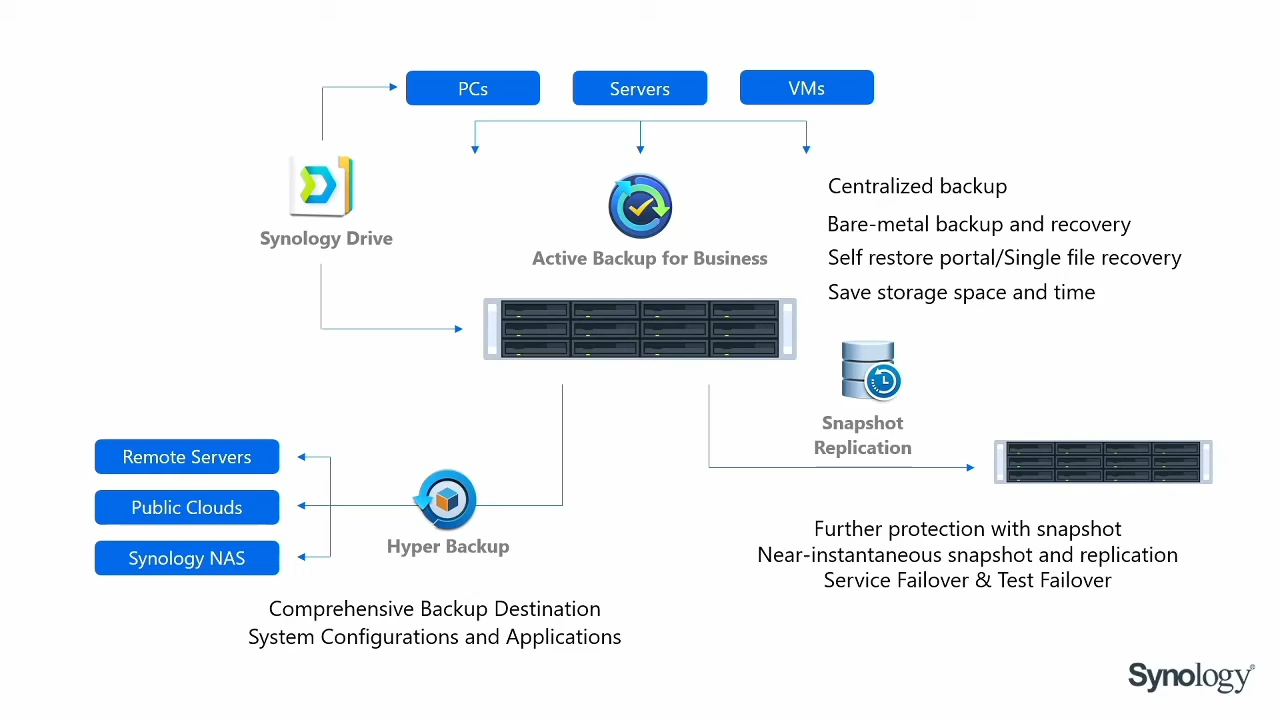 PCs
Servers
VMs
Synology Drive
Active Backup for Business
Centralized backup
Bare-metal backup and recovery
Self restore portal/Single file recovery
Save storage space and time
Snapshot
Replication
Remote Servers
Public Clouds
Synology NAS
Hyper Backup
Further protection with snapshot
Near-instantaneous snapshot and replication
Service Failover & Test Failover
Comprehensive Backup Destination
System Configurations and Applications
Synology®